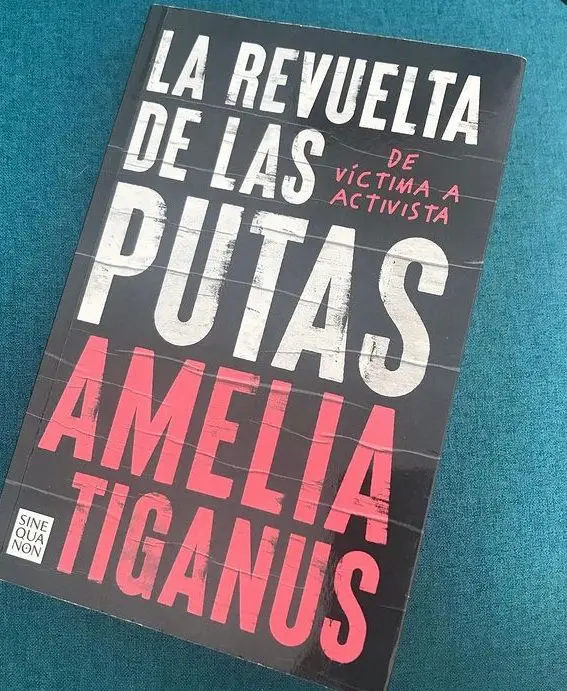 LA REVUELTA
DE LAS
PUTAS
DE
VÍCTIMA A
ACTIVISTA
AMELIA
TIGANUS
SINE
QUA
NON